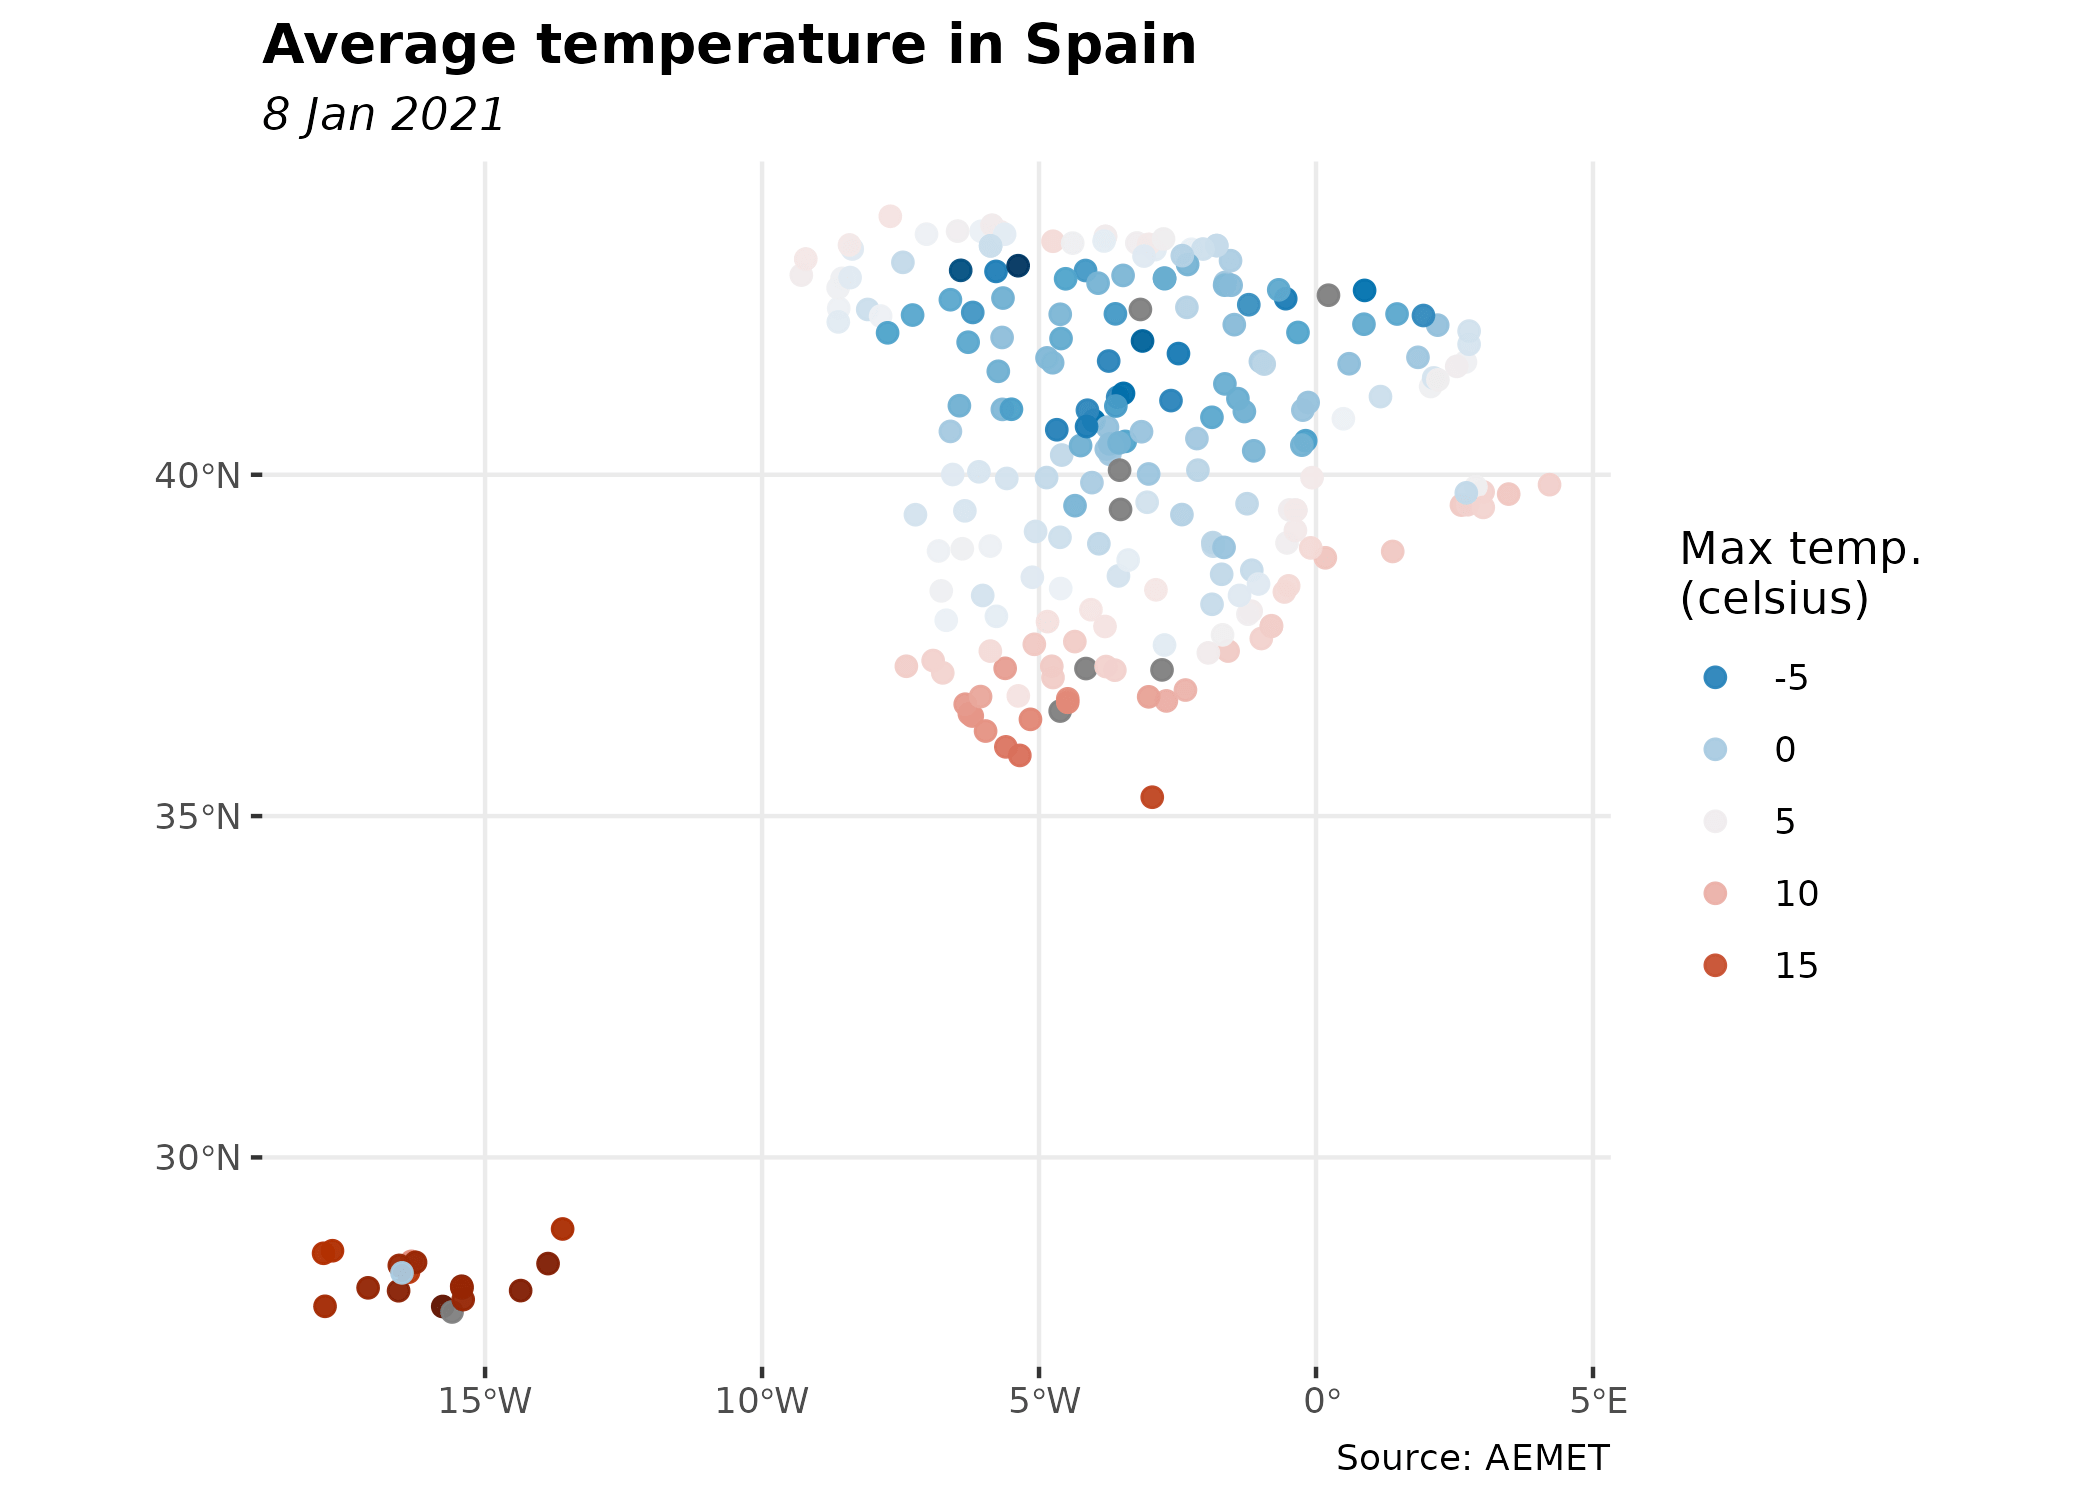 Average temperature in Spain
8 Jan 2021
40°N
35°N
30°N
15°W
10°W
5°W
0°
5°E
Max temp.
(celsius)
-5
0
5
10
15
Source: AEMET